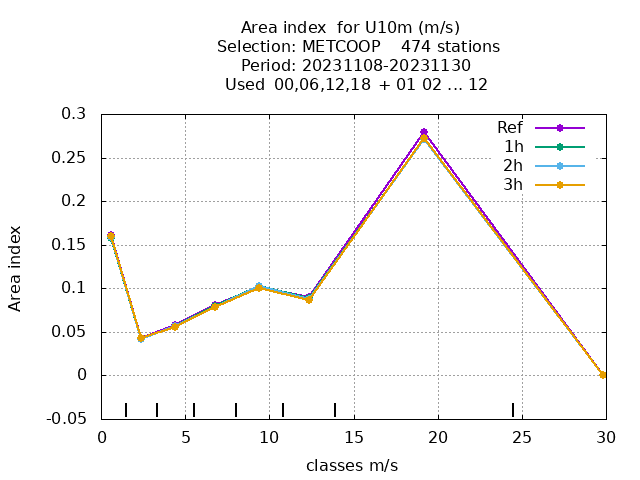 Area index  for U10m (m/s)
Selection: METCOOP    474 stations
Period: 20231108-20231130
Used  00,06,12,18  + 01 02 ... 12
Ref
1h
2h
3h
0.3
0.25
0.2
0.15
0.1
0.05
0
-0.05
Area index
0 5 10 15 20 25 30
classes m/s